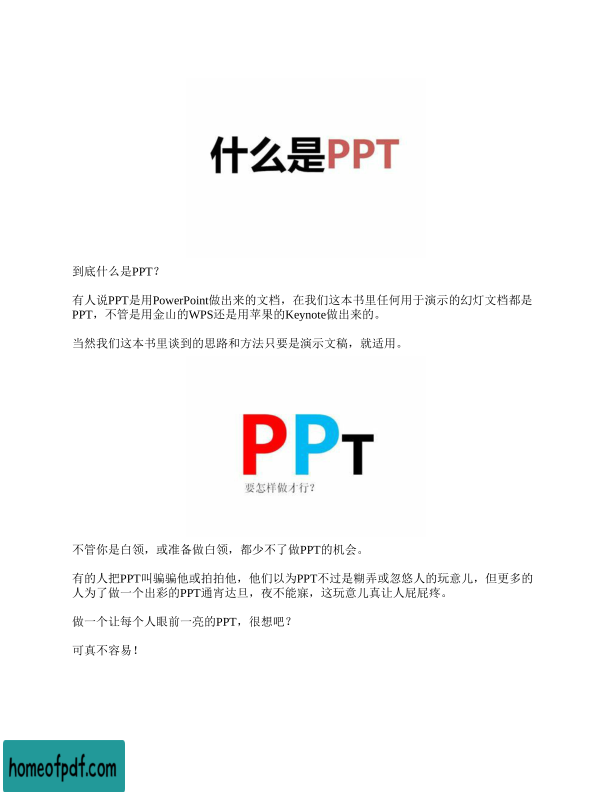 什么是PPT
到底什么是PPT？
有人说PPT是用PowerPoint做出来的文档，在我们这本书里任何用于演示的幻灯文档都是
PPT，不管是用金山的WPS还是用苹果的Keynote做出来的。
当然我们这本书里谈到的思路和方法只要是演示文稿，就适用。
PPT
要怎样做才行？
不管你是白领，或准备做白领，都少不了做PPT的机会。
有的人把PPT叫骗骗他或拍拍他，他们以为PPT不过是糊弄或忽悠人的玩意儿，但更多的
人为了做一个出彩的PPT通宵达旦，夜不能寐，这玩意儿真让人屁屁疼。
做一个让每个人眼前一亮的PPT，很想吧？
可真不容易！
homeofpdf.com